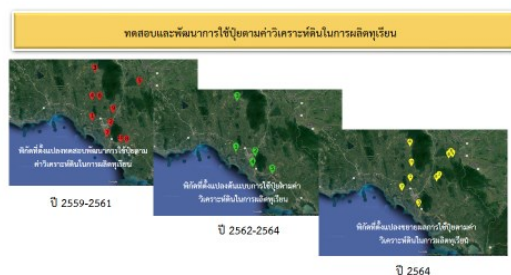 ทดสอบและพัฒนาการใช้ปุ๋ยตามค่าวิเคราะห์ดินในการผลิตทุเรียน
พิกัดที่ตั้งแปลงทดสอบพัฒนาการใช้ปุ๋ยตาม
ค่าวิเคราะห์ดินในการผลิตทุเรียน
ปี 2559-2561
พิกัดที่ตั้งแปลงต้นแบบการใช้ปุ๋ยตามค่า
วิเคราะห์ดินในการผลิตทุเรียน
ปี 2562-2564
พิกัดที่ตั้งแปลงขยายผลการใช้ปุ๋ยตามค่า
วิเคราะห์ดินในการผลิตทุเรียน
ปี 2564